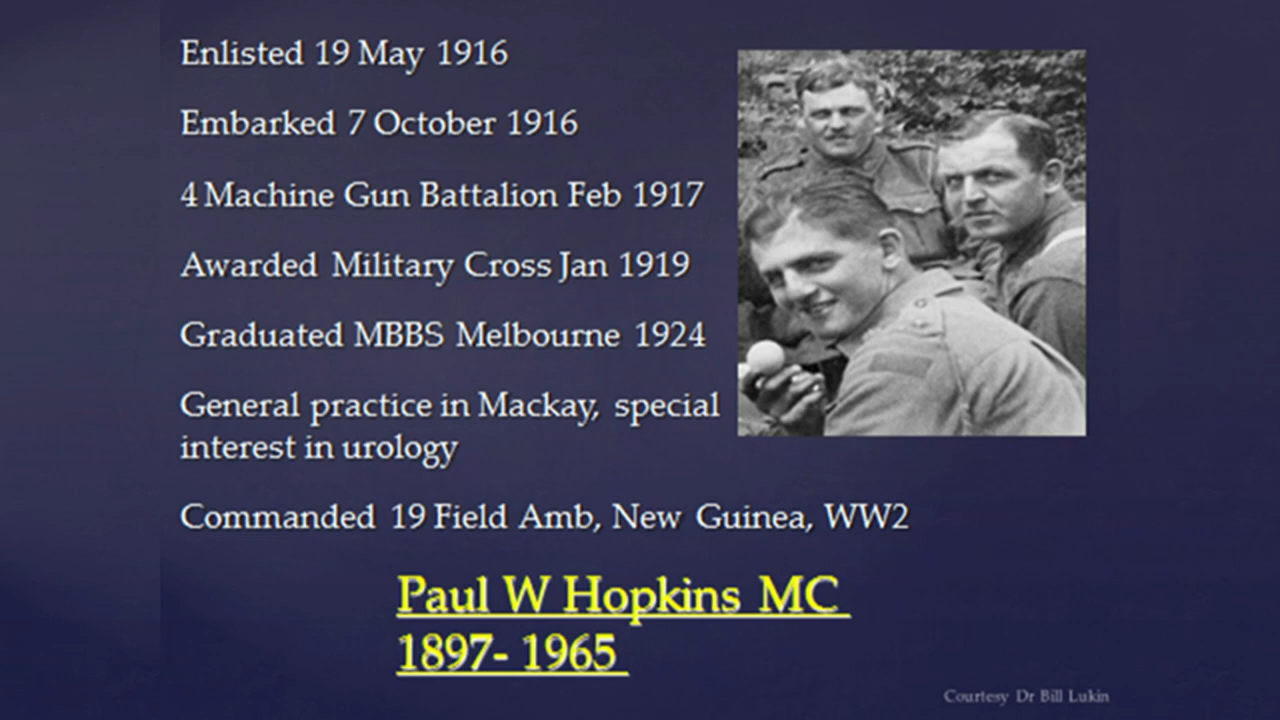 Enlisted 19 May 1916
Embarked 7 October 1916
4 Machine Gun Battalion Feb 1917
Awarded Military Cross Jan 1919
Graduated MBBS Melbourne 1924
General practice in Mackay, special
interest in urology
Commanded 19 Field Amb, New Guinea, WW2
Paul W Hopkins MC
1897- 1965
Courtesy Dr Bill Lukin